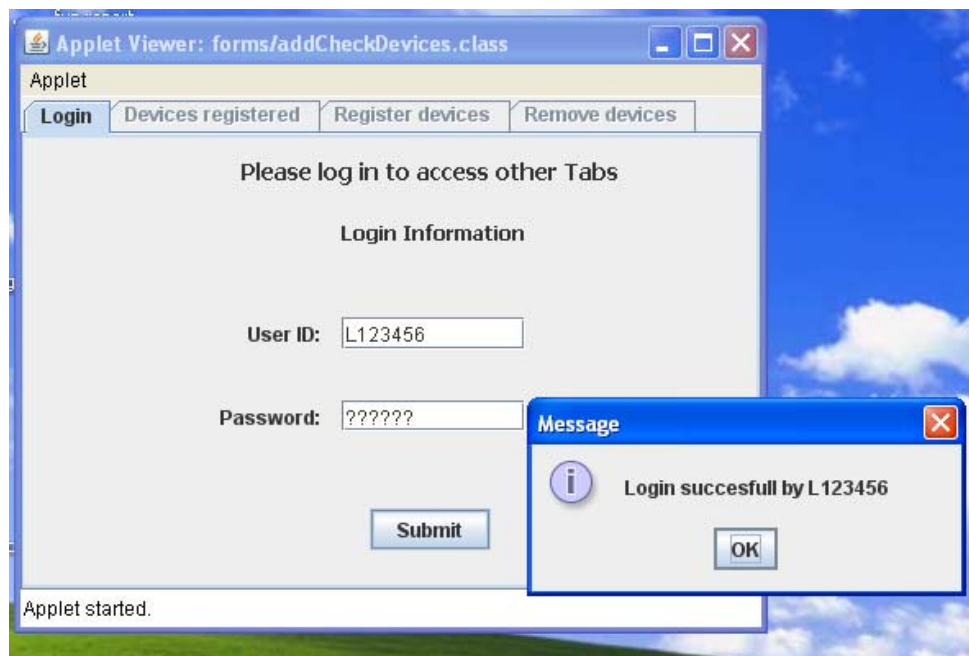 Applet Viewer: forms/addCheckDevices.class
Applet
Login Devices registered Register devices Remove devices
Please log in to access other Tabs
Login Information
User ID: L123456
Password: ??????
Message
Login succesfull by L123456
Submit
OK
Applet started.